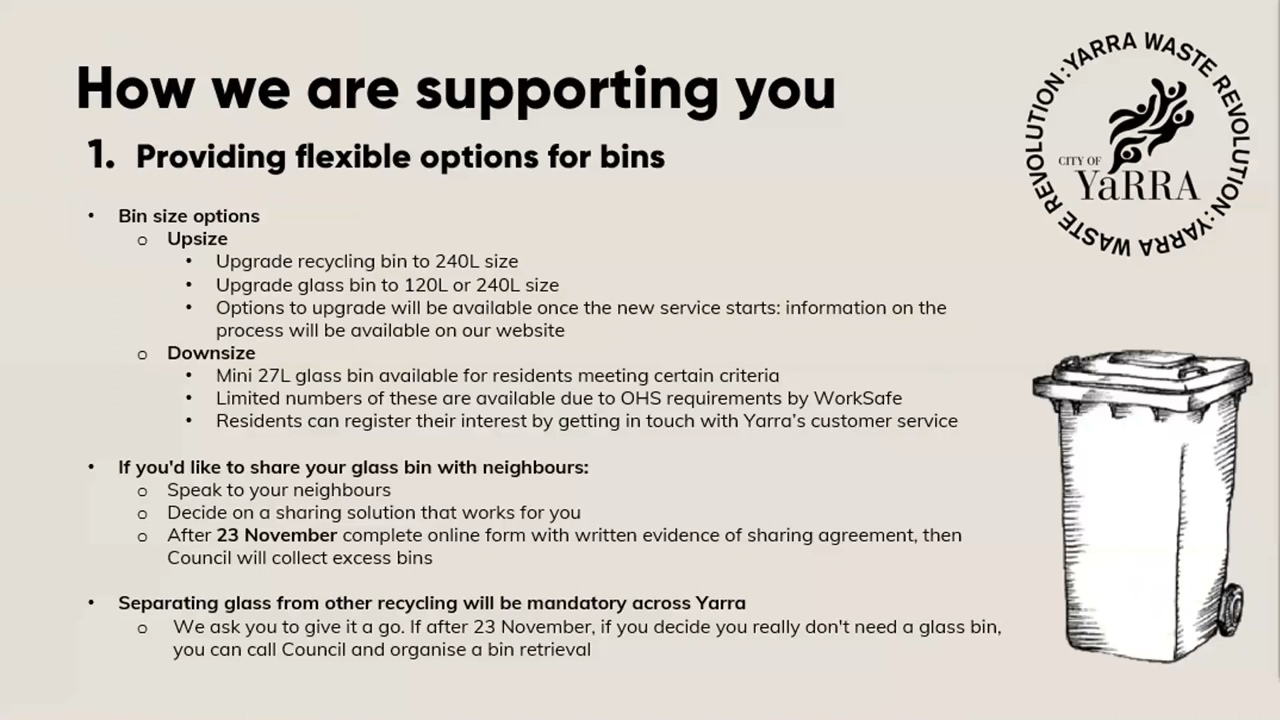 How we are supporting you
1. Providing flexible options for bins
• Bin size options
o Upsize
• Upgrade recycling bin to 240L size
• Upgrade glass bin to 120L or 240L size
• Options to upgrade will be available once the new service starts: information on the
process will be available on our website
o Downsize
• Mini 27L glass bin available for residents meeting certain criteria
• Limited numbers of these are available due to OHS requirements by WorkSafe
• Residents can register their interest by getting in touch with Yarra's customer service
• If you'd like to share your glass bin with neighbours:
o Speak to your neighbours
o Decide on a sharing solution that works for you
o After 23 November complete online form with written evidence of sharing agreement, then
Council will collect excess bins
• Separating glass from other recycling will be mandatory across Yarra
o We ask you to give it a go. If after 23 November, if you decide you really don't need a glass bin,
you can call Council and organise a bin retrieval
YARRA WASTE REVOLUTION: YARRA WASTE REVOLUTION:
CITY OF
YaRRA